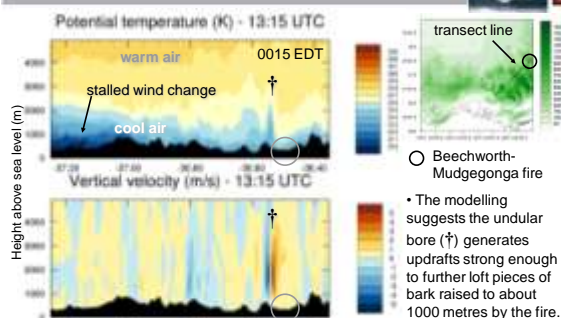 Potential temperature (K) - 13:15 UTC
warm air
0015 EDT
†
stalled wind change
cool air
Height above sea level (m)
Vertical velocity (m/s) - 13:15 UTC
†
transect line
Beechworth-
Mudgegonga fire
• The modelling
suggests the undular
bore (†) generates
updrafts strong enough
to further loft pieces of
bark raised to about
1000 metres by the fire.